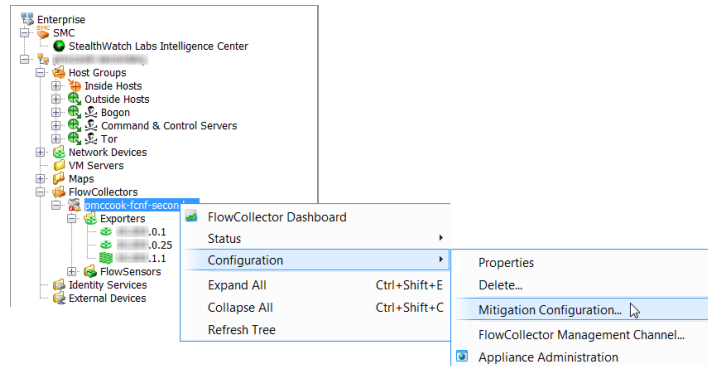 Enterprise
SMC
StealthWatch Labs Intelligence Center
Host Groups
Inside Hosts
Outside Hosts
Bogon
Command & Control Servers
Tor
Network Devices
VM Servers
Maps
FlowCollectors
pmccook-fcnf-second
Exporters
.0.1
.0.25
.1.1
FlowSensors
Identity Services
External Devices
FlowCollector Dashboard
Status
Configuration
Expand All Ctrl+Shift+E
Collapse All Ctrl+Shift+C
Refresh Tree
Properties
Delete...
Mitigation Configuration...
FlowCollector Management Channel...
Appliance Administration